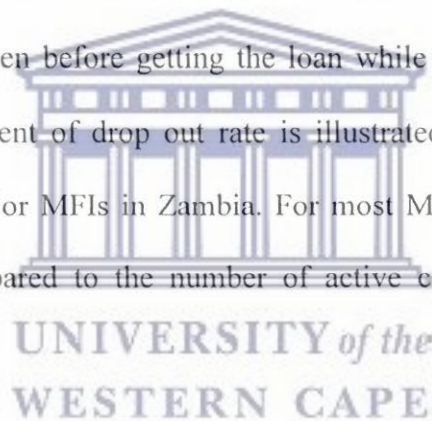 en before getting the loan while
ent of drop out rate is illustrated
or MFIs in Zambia. For most M
pared to the number of active c
UNIVERSITY of the
WESTERN CAPE